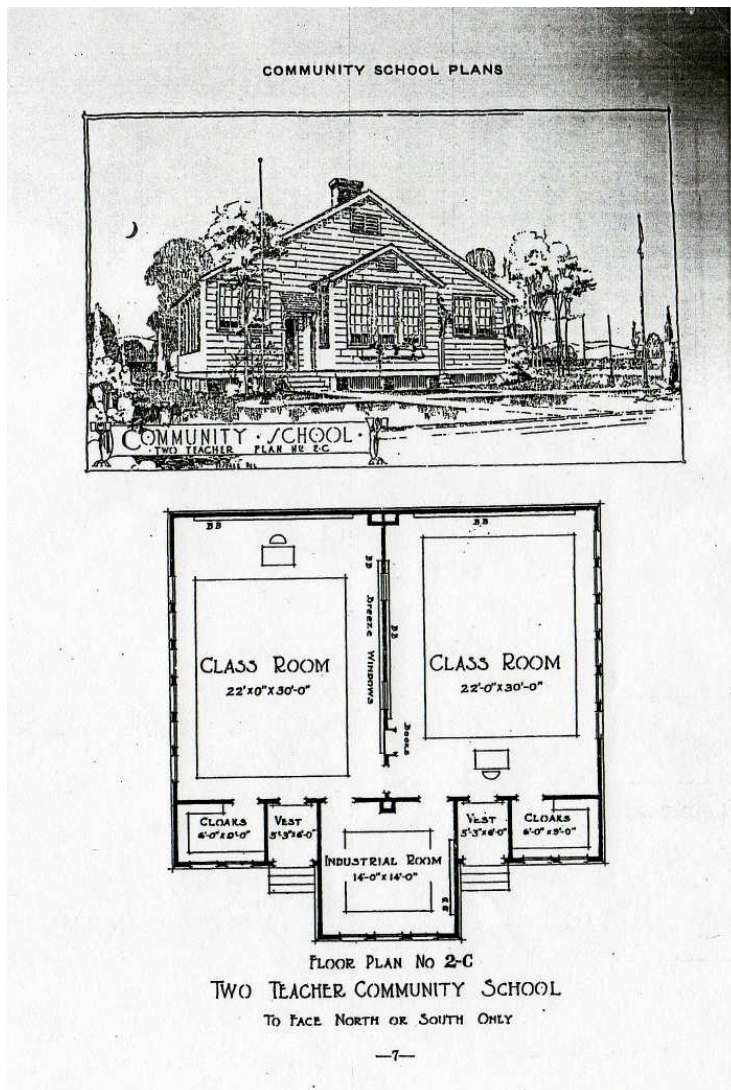 COMMUNITY SCHOOL PLANS
COMMUNITY · SCHOOL ·
· TWO TEACHER PLAN No 2-C
BB
BB
BB
Breeze Windows
BB
Doors
CLASS ROOM
22'x0"x30'-0"
CLASS ROOM
22'-0"x30'-0"
CLOAKS
6'-0"x9'-0"
VEST
5'-3"x6'-0"
VEST
5'-3"x6'-0"
CLOAKS
6'-0"x9'-0"
INDUSTRIAL ROOM
14'-0"x14'-0"
BB
FLOOR PLAN No 2-C
TWO TEACHER COMMUNITY SCHOOL
TO FACE NORTH OR SOUTH ONLY
—7—